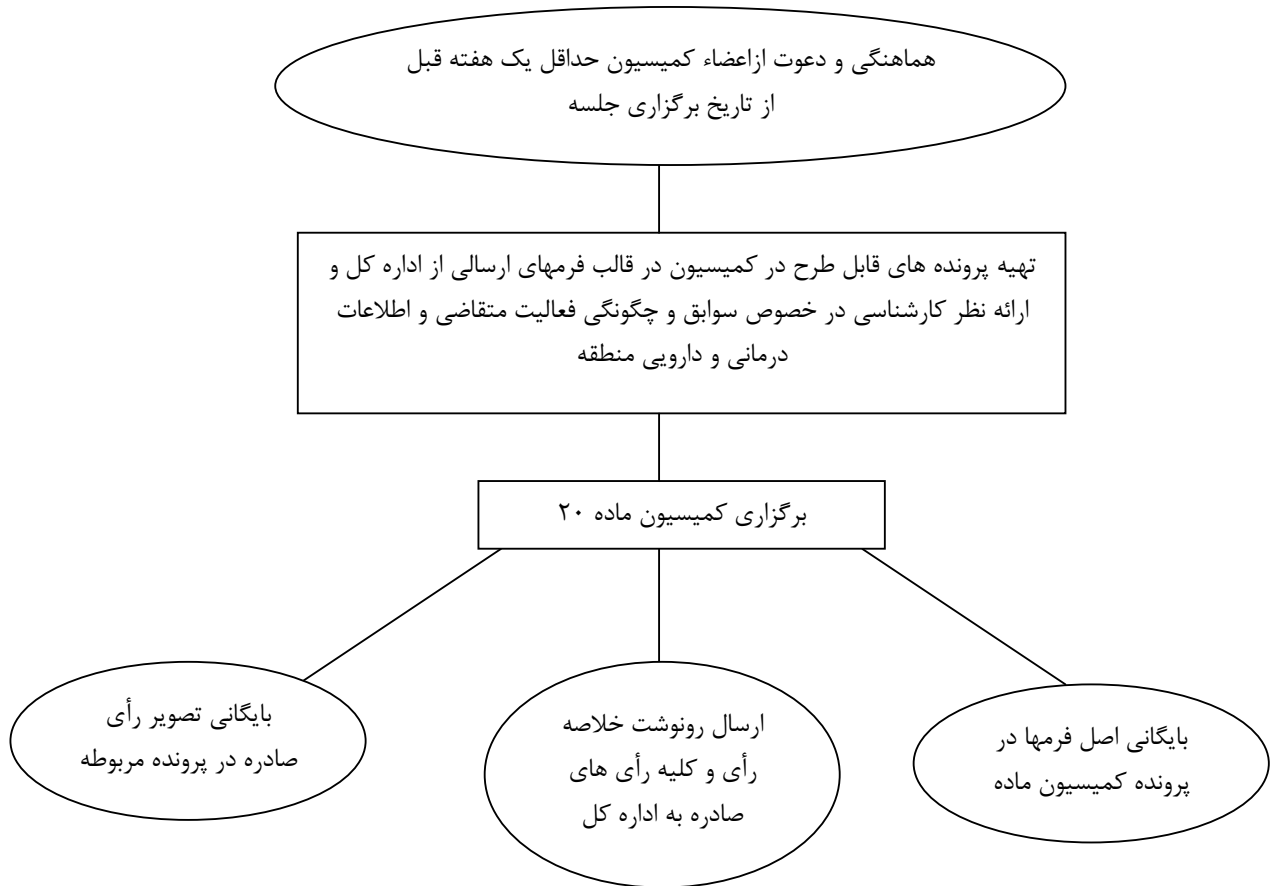 هماهنگی و دعوت ازاعضاء کمیسیون حداقل یک هفته قبل
از تاریخ برگزاری جلسه
تهیه پرونده های قابل طرح در کمیسیون در قالب فرمهای ارسالی از اداره کل و
ارائه نظر کارشناسی در خصوص سوابق و چگونگی فعالیت متقاضی و اطلاعات
درمانی و دارویی منطقه
برگزاری کمیسیون ماده ۲۰
بایگانی اصل فرمها در
پرونده کمیسیون ماده
ارسال رونوشت خلاصه
رأی و کلیه رأی های
صادره به اداره کل
بایگانی تصویر رأی
صادره در پرونده مربوطه